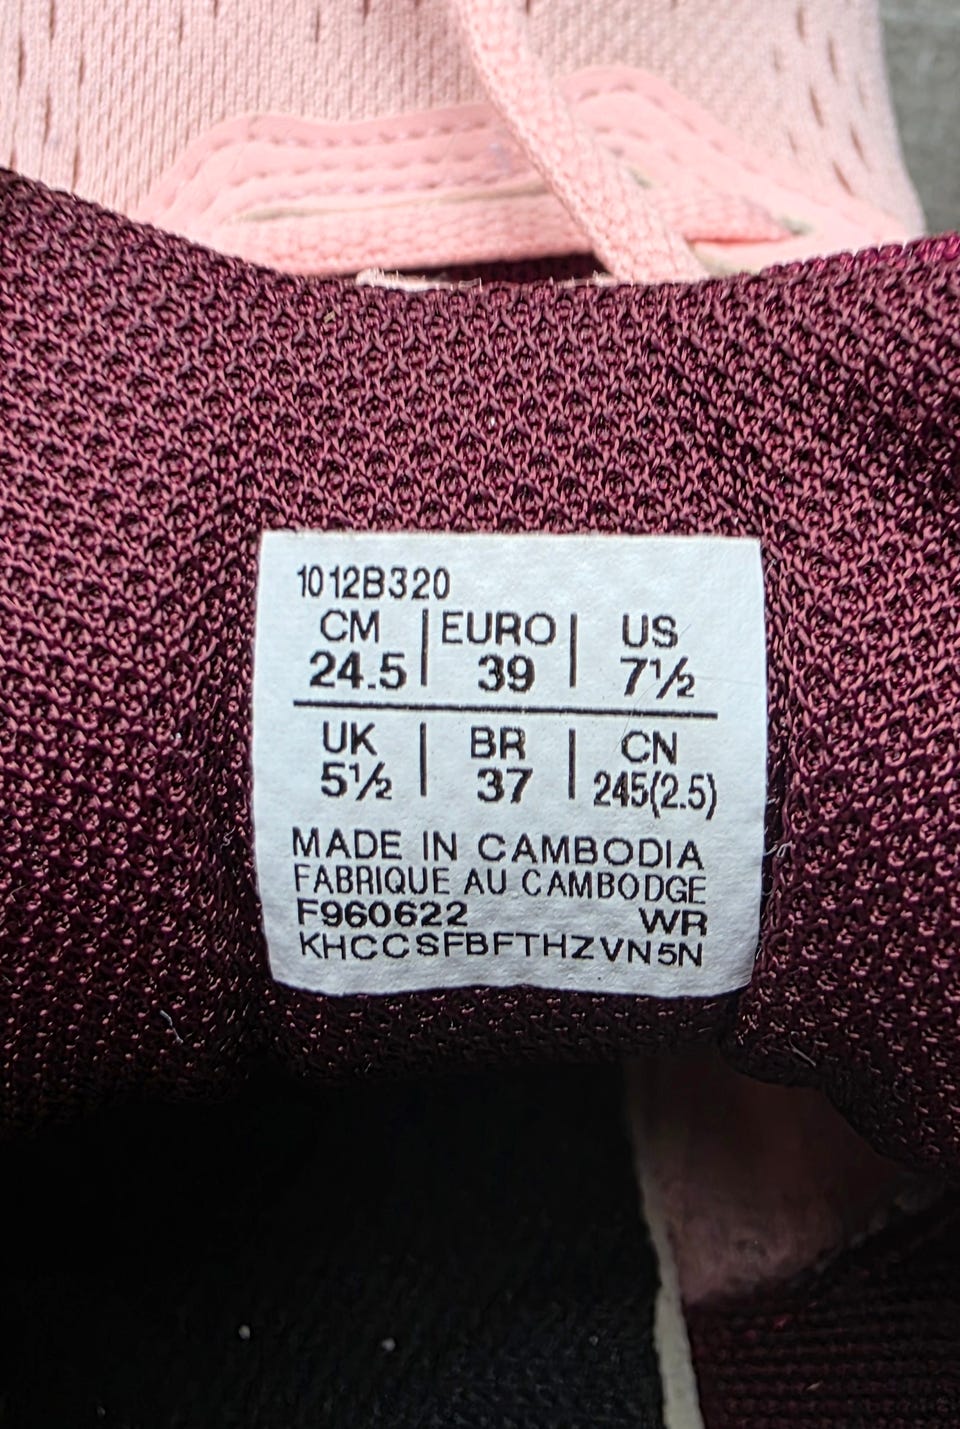 1012B320
CM | EURO | US
24.5 | 39 | 7½
UK | BR | CN
5½ | 37 | 245(2.5)
MADE IN CAMBODIA
FABRIQUE AU CAMBODGE
F960622 WR
KHCCSFBFTHZVN5N